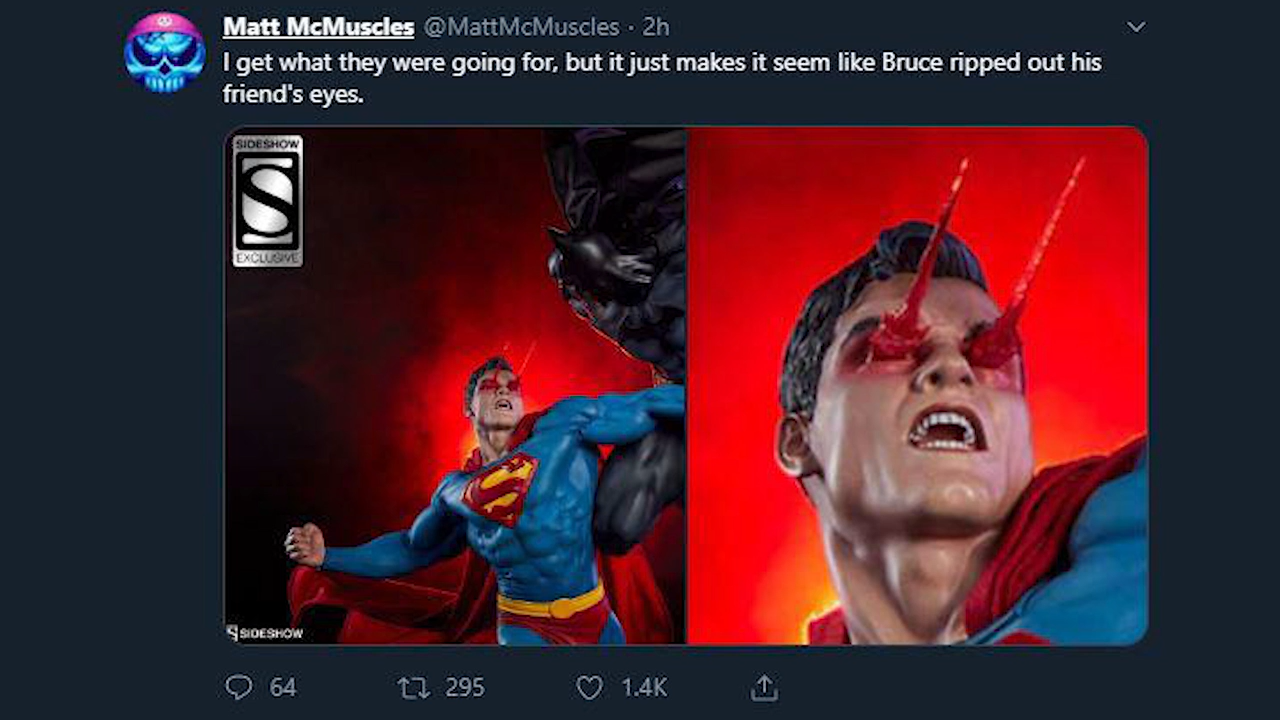 Matt McMuscles @MattMcMuscles · 2h
I get what they were going for, but it just makes it seem like Bruce ripped out his
friend's eyes.
SIDESHOW
S
EXCLUSIVE
S
SIDESHOW
64 295 1.4K